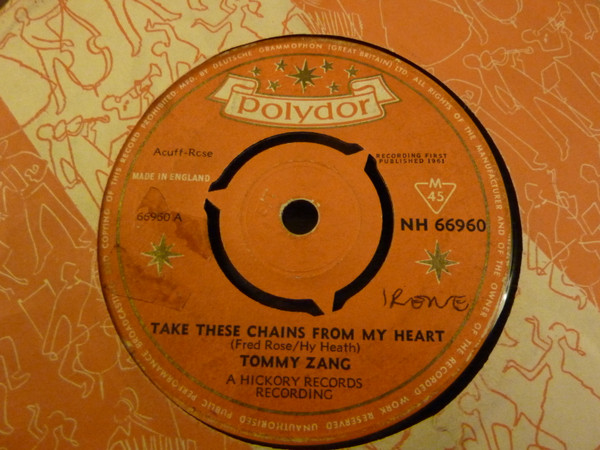 MFD. BY DEUTSCHE GRAMMOPHON (GREAT BRITAIN) LTD. ALL RIGHTS OF THE MANUFACTURER AND OF THE OWNER OF THE RECORDED WORK RESERVED UNAUTHORISED PUBLIC PERFORMANCE BROADCASTING AND COPYING OF THIS RECORD PROHIBITED
polydor
Acuff-Rose
RECORDING FIRST
PUBLISHED 1961
MADE IN ENGLAND
M
45
66960 A
NH 66960
IRENE
TAKE THESE CHAINS FROM MY HEART
(Fred Rose/Hy Heath)
TOMMY ZANG
A HICKORY RECORDS
RECORDING